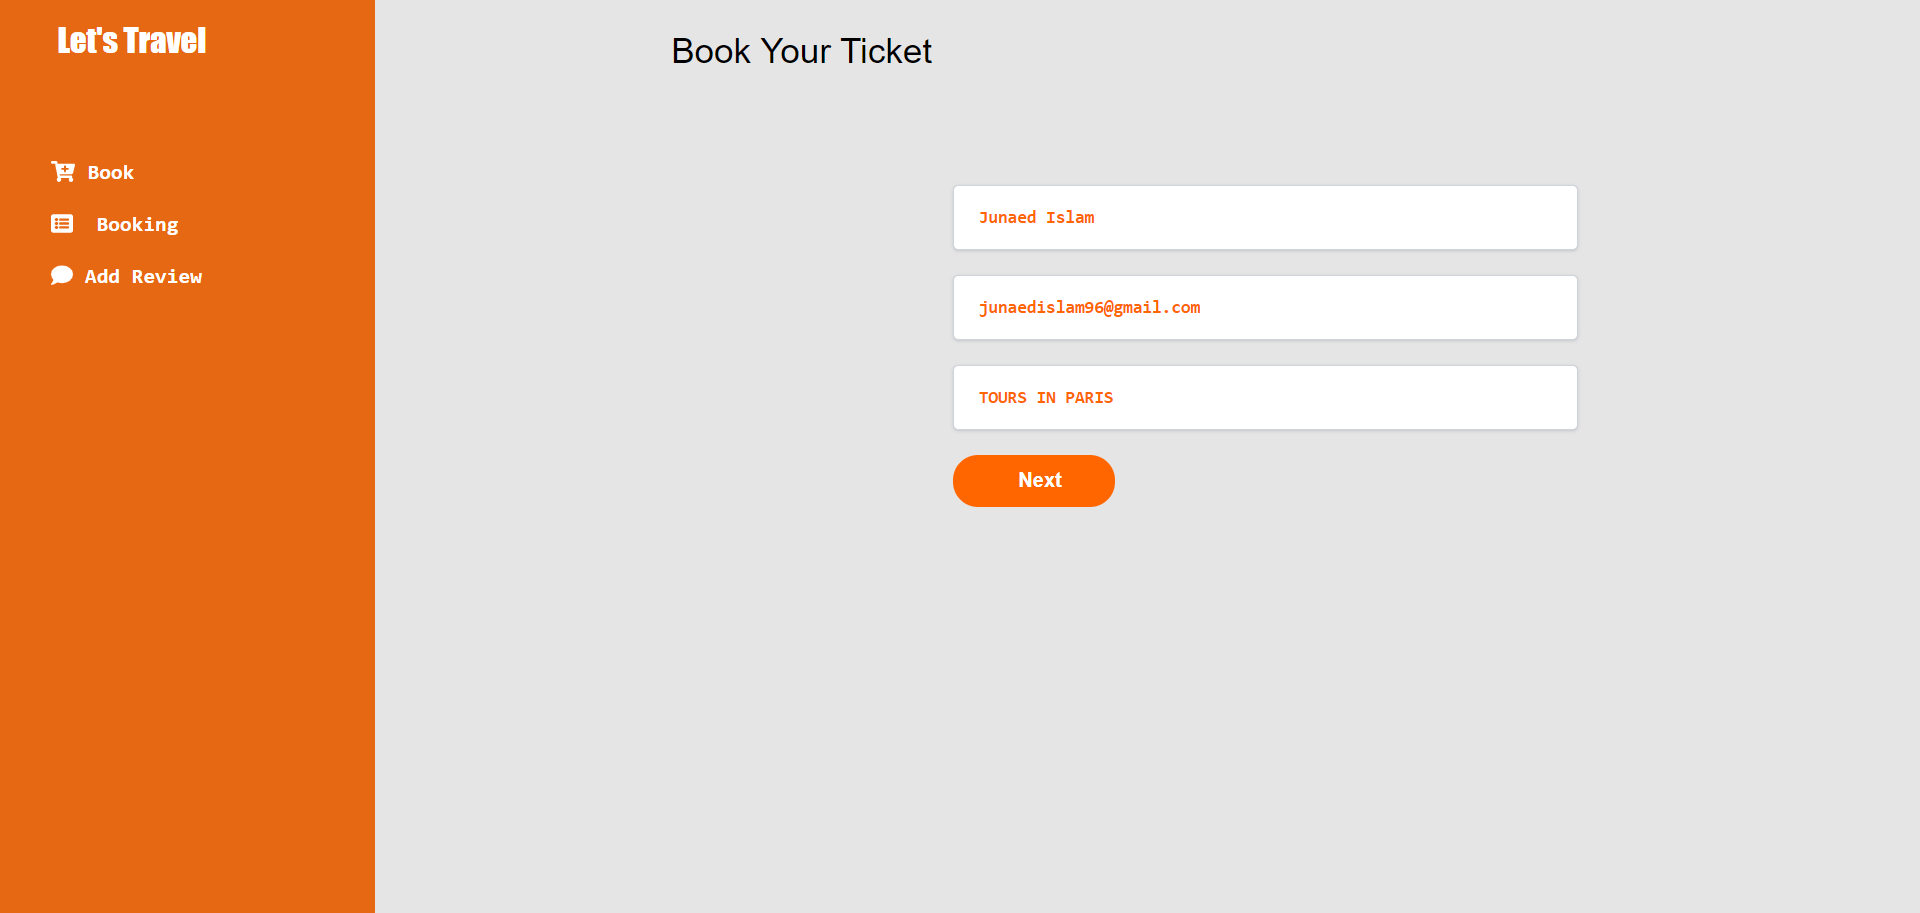 Let's Travel
Book
Booking
Add Review
Book Your Ticket
Junaed Islam
junaedislam96@gmail.com
TOURS IN PARIS
Next